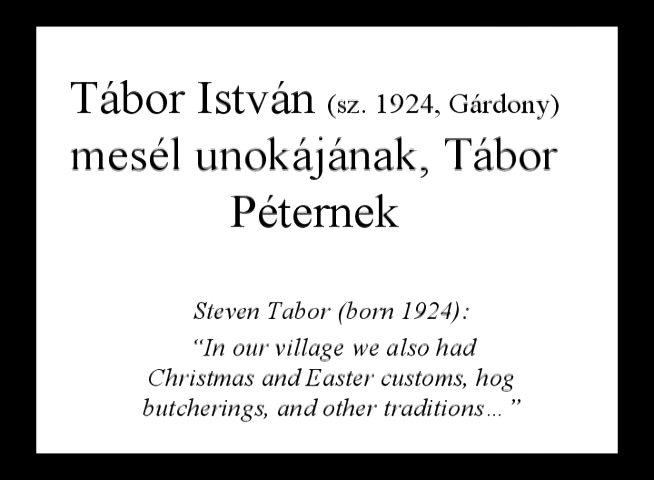 Tábor István (sz. 1924, Gárdony)
mesél unokájának, Tábor
Péternek
Steven Tabor (born 1924):
“In our village we also had
Christmas and Easter customs, hog
butcherings, and other traditions…”